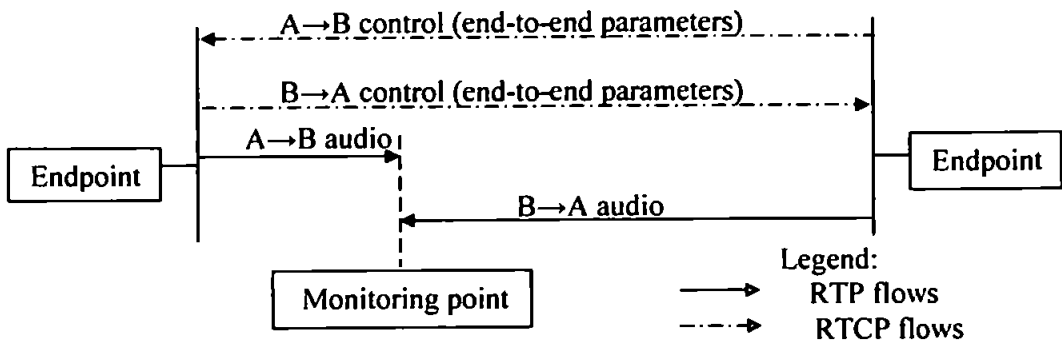 A→B control (end-to-end parameters)
B→A control (end-to-end parameters)
A→B audio
Endpoint
Endpoint
B→A audio
Legend:
Monitoring point
RTP flows
RTCP flows